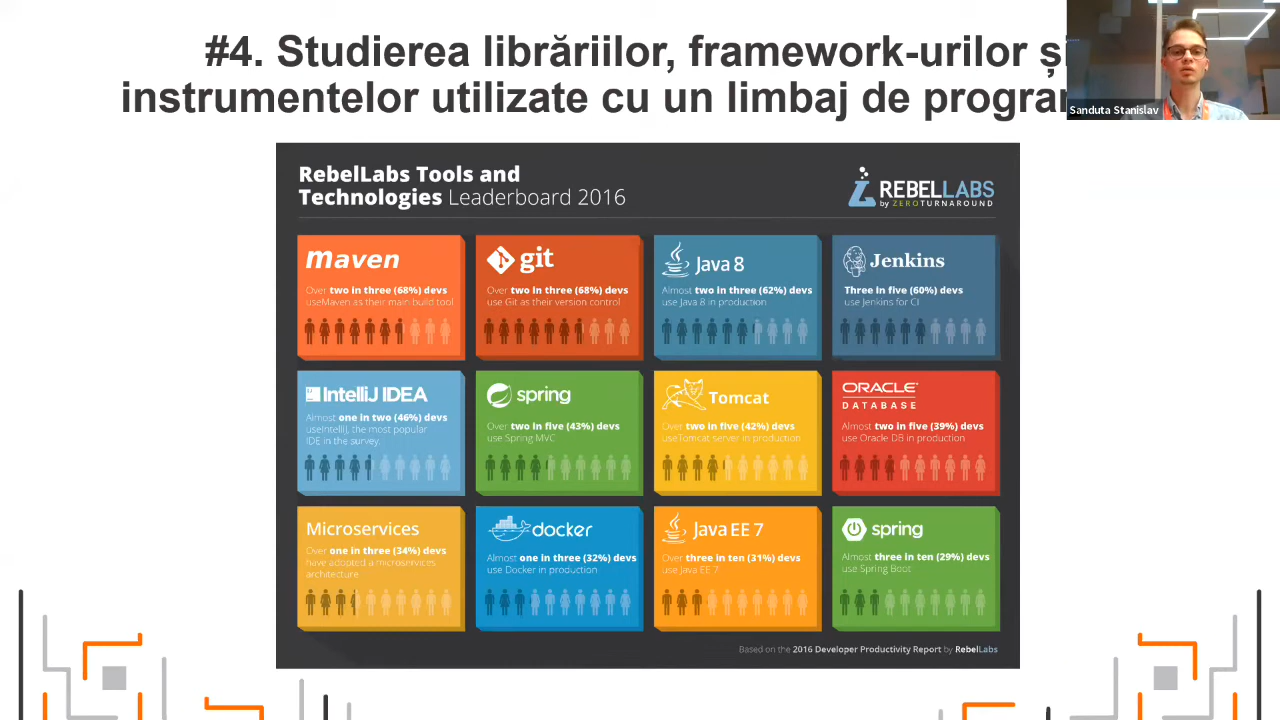 #4. Studierea librăriilor, framework-urilor și
instrumentelor utilizate cu un limbaj de
Sanduta Stanislav
RebelLabs Tools and
Technologies Leaderboard 2016
REBELLABS
by ZEROTURNAROUND
maven
Over two in three (68%) devs
useMaven as their main build tool
git
Over two in three (68%) devs
use Git as their version control
Java 8
Almost two in three (62%) devs
use Java 8 in production
Jenkins
Three in five (60%) devs
use Jenkins for CI
IntelliJ IDEA
Almost one in two (46%) devs
useIntellij, the most popular
IDE in the survey.
spring
Over two in five (43%) devs
use Spring MVC
Tomcat
Over two in five (42%) devs
useTomcat server in production
ORACLE
DATABASE
Almost two in five (39%) devs
use Oracle DB in production
Microservices
Over one in three (34%) devs
have adopted a microservices
architecture
docker
Almost one in three (32%) devs
use Docker in production
Java EE 7
Over three in ten (31%) devs
use Java EE 7
spring
Almost three in ten (29%) devs
use Spring Boot
Based on the 2016 Developer Productivity Report by RebelLabs